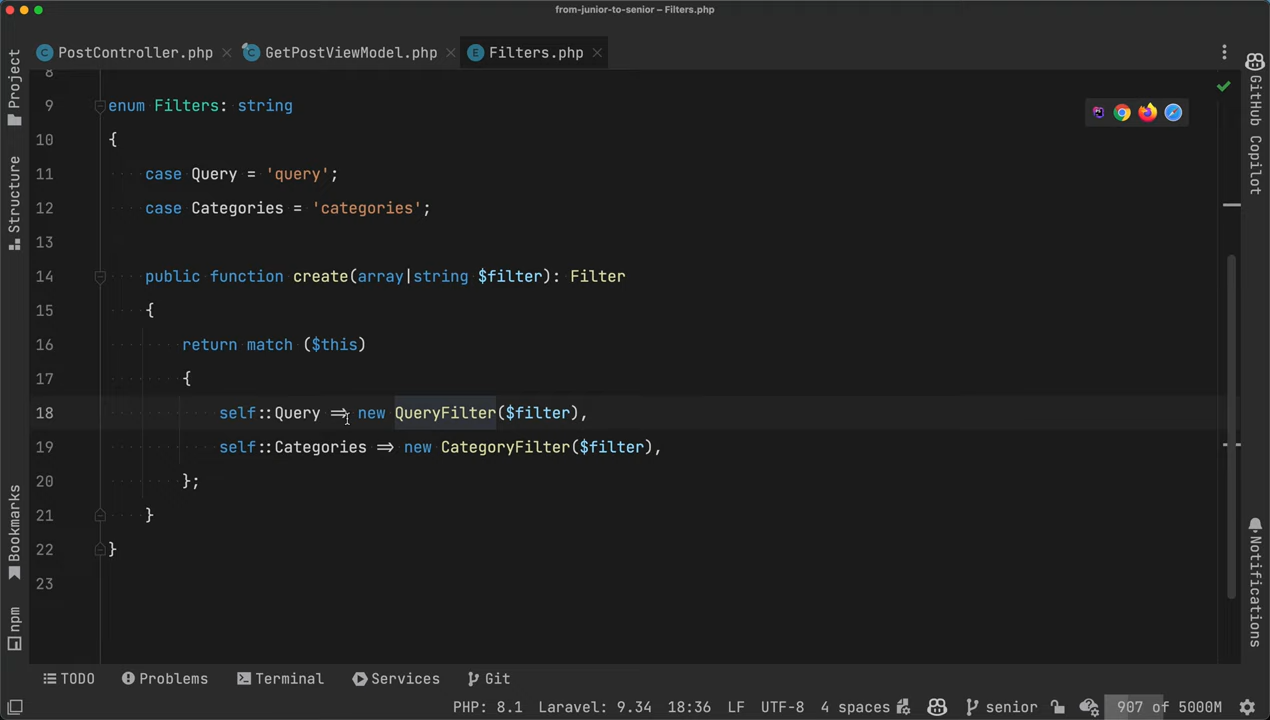 from-junior-to-senior – Filters.php
PostController.php
GetPostViewModel.php
Filters.php
Project
Structure
Bookmarks
npm
GitHub Copilot
Notifications
8
9 enum Filters: string
10 {
11 case Query = 'query';
12 case Categories = 'categories';
13
14 public function create(array|string $filter): Filter
15 {
16 return match ($this)
17 {
18 self::Query => new QueryFilter($filter),
19 self::Categories => new CategoryFilter($filter),
20 };
21 }
22 }
23
TODO Problems Terminal Services Git
PHP: 8.1 Laravel: 9.34 18:36 LF UTF-8 4 spaces senior 907 of 5000M